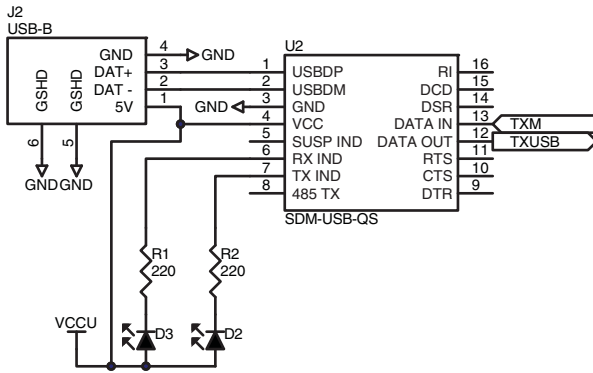 J2
USB-B
GND 4 GND
DAT+ 3
DAT - 2
5V 1
GSHD GSHD
6 5
GND GND
U2
1 USBDP RI 16
2 USBDM DCD 15
GND 3 GND DSR 14
4 VCC DATA IN 13 TXM
5 SUSP IND DATA OUT 12 TXUSB
6 RX IND RTS 11
7 TX IND CTS 10
8 485 TX DTR 9
SDM-USB-QS
R1 R2
220 220
VCCU
D3 D2